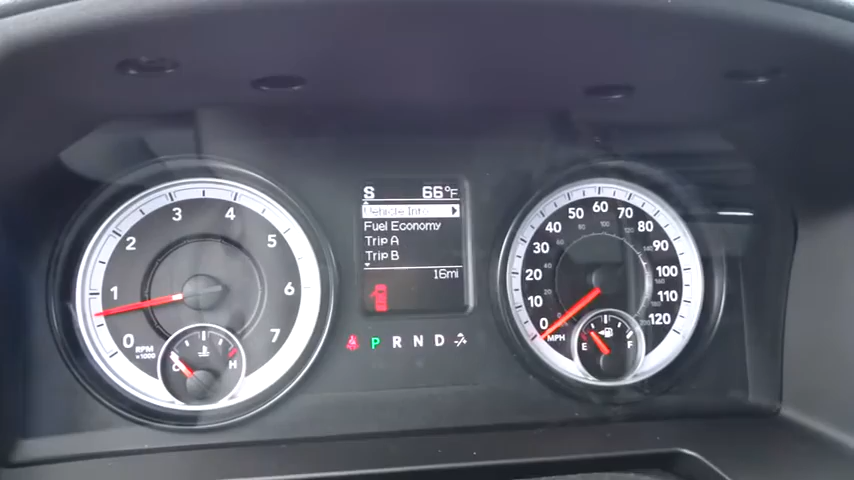 S 66°F
Vehicle Info
Fuel Economy
Trip A
Trip B
16mi
0 1 2 3 4 5 6 7
RPM
x1000
C H
P R N D
0 10 20 30 40 50 60 70 80 90 100 110 120
MPH
E F